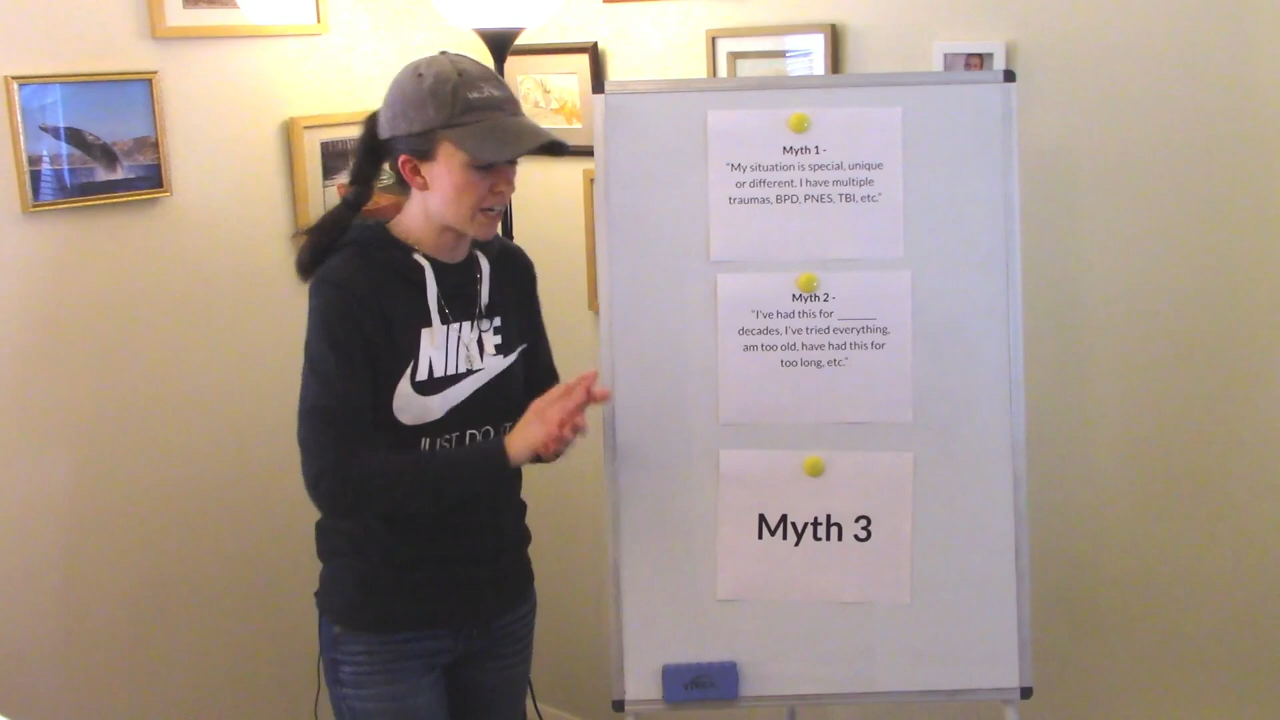 Myth 1 -
"My situation is special, unique
or different. I have multiple
traumas, BPD, PNES, TBI, etc."
Myth 2 -
"I've had this for _______
decades, I've tried everything,
am too old, have had this for
too long, etc."
Myth 3
NIKE
JUST DO IT